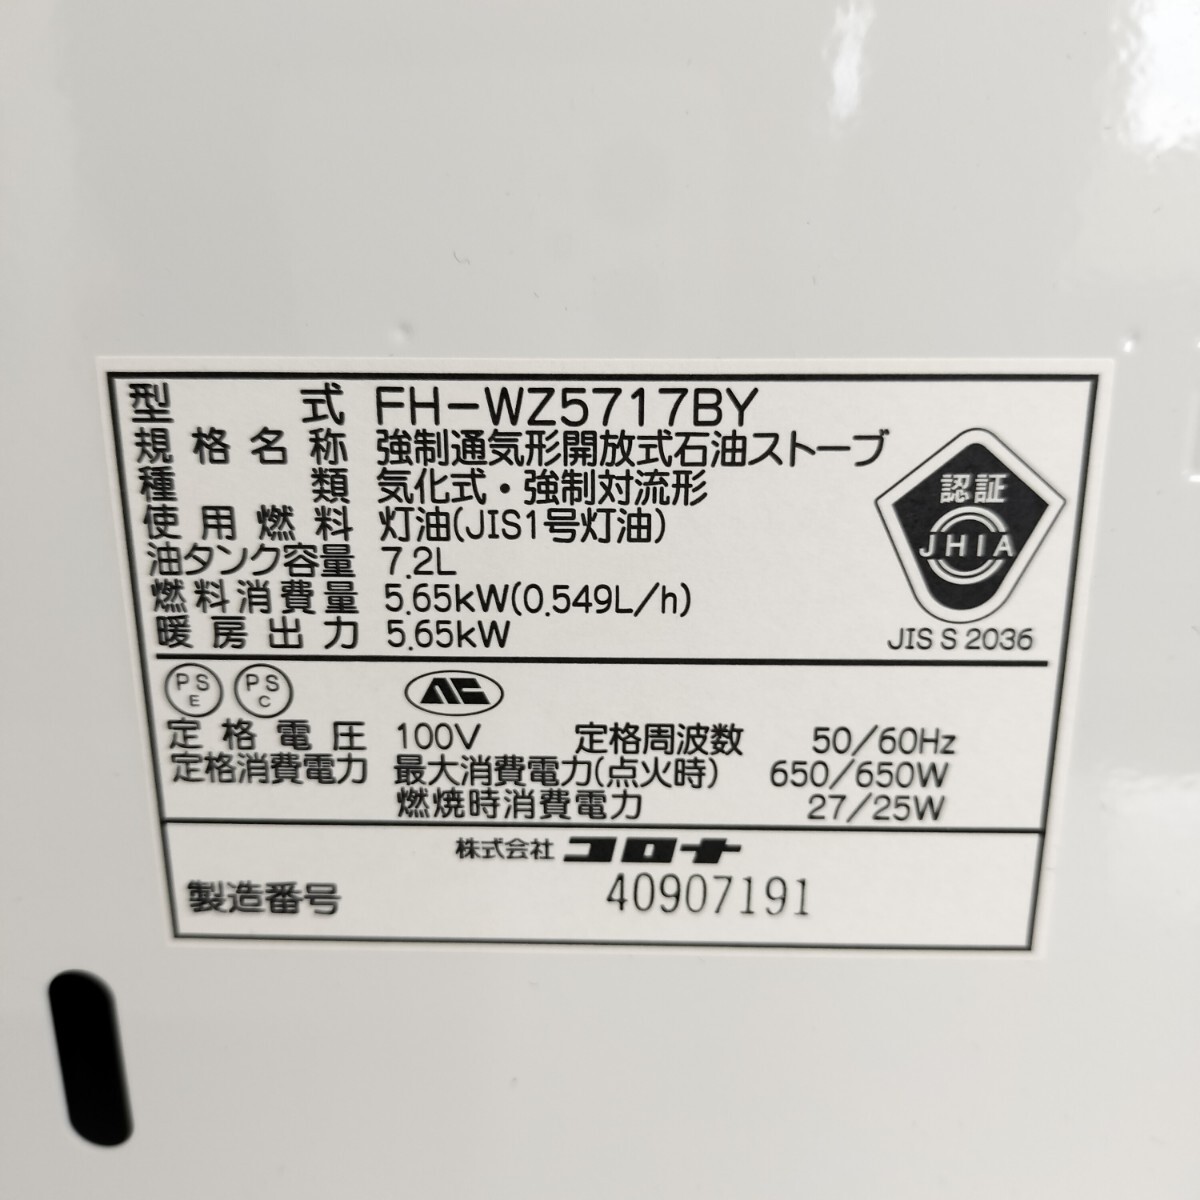 型式 FH-WZ5717BY
規格名称 強制通気形開放式石油ストーブ
種類 気化式・強制対流形
使用燃料 灯油(JIS1号灯油)
油タンク容量 7.2L
燃料消費量 5.65kW(0.549L/h)
暖房出力 5.65kW
認証
JHIA
JIS S 2036
PS E PS C
定格電圧 100V 定格周波数 50/60Hz
定格消費電力 最大消費電力(点火時) 650/650W
燃焼時消費電力 27/25W
株式会社 コロナ
製造番号 40907191